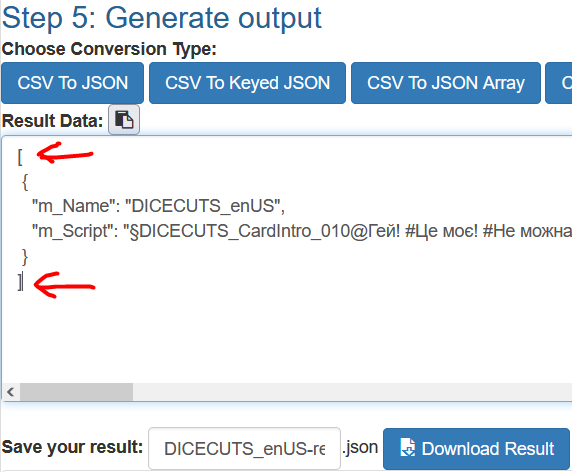 Step 5: Generate output
Choose Conversion Type:
CSV To JSON CSV To Keyed JSON CSV To JSON Array C
Result Data:
[
{
"m_Name": "DICECUTS_enUS",
"m_Script": "§DICECUTS_CardIntro_010@Гей! #Це моє! #Не можна
}
]
Save your result: DICECUTS_enUS-re .json Download Result